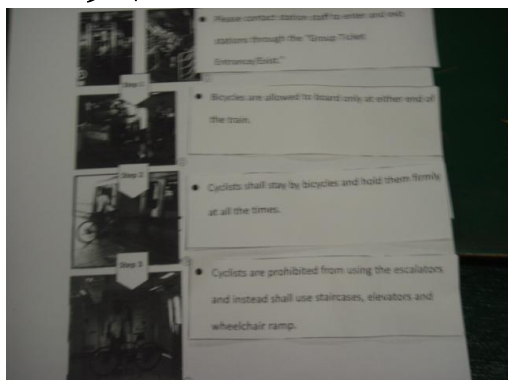 Please contact station staff to enter and exit
stations through the "Group Ticket
Entrance/Exist."
Step 1
Bicycles are allowed to board only at either end of
the train.
Step 2
Cyclists shall stay by bicycles and hold them firmly
at all the times.
Step 3
Cyclists are prohibited from using the escalators
and instead shall use staircases, elevators and
wheelchair ramp.